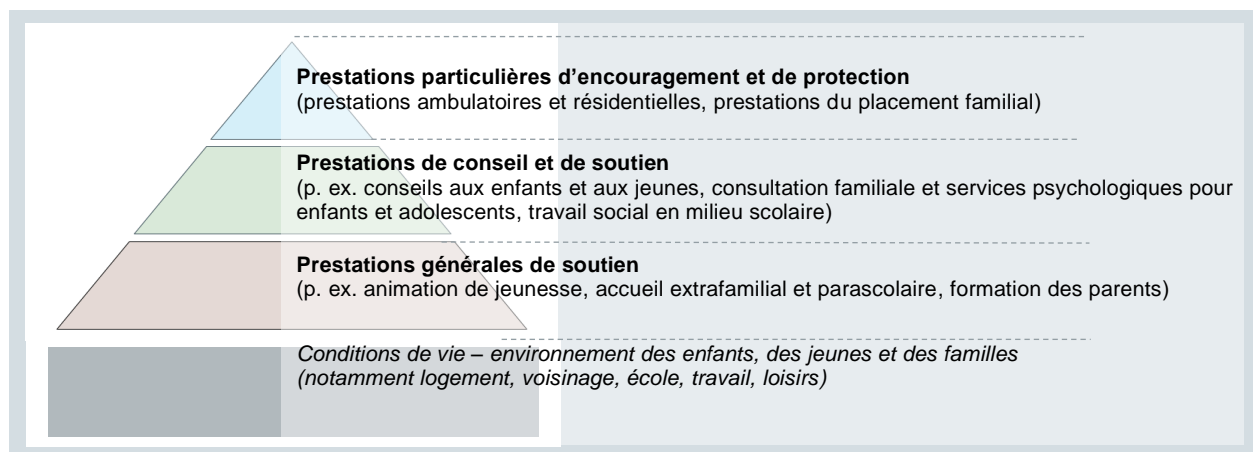 Prestations particulières d’encouragement et de protection
(prestations ambulatoires et résidentielles, prestations du placement familial)
Prestations de conseil et de soutien
(p. ex. conseils aux enfants et aux jeunes, consultation familiale et services psychologiques pour
enfants et adolescents, travail social en milieu scolaire)
Prestations générales de soutien
(p. ex. animation de jeunesse, accueil extrafamilial et parascolaire, formation des parents)
Conditions de vie – environnement des enfants, des jeunes et des familles
(notamment logement, voisinage, école, travail, loisirs)